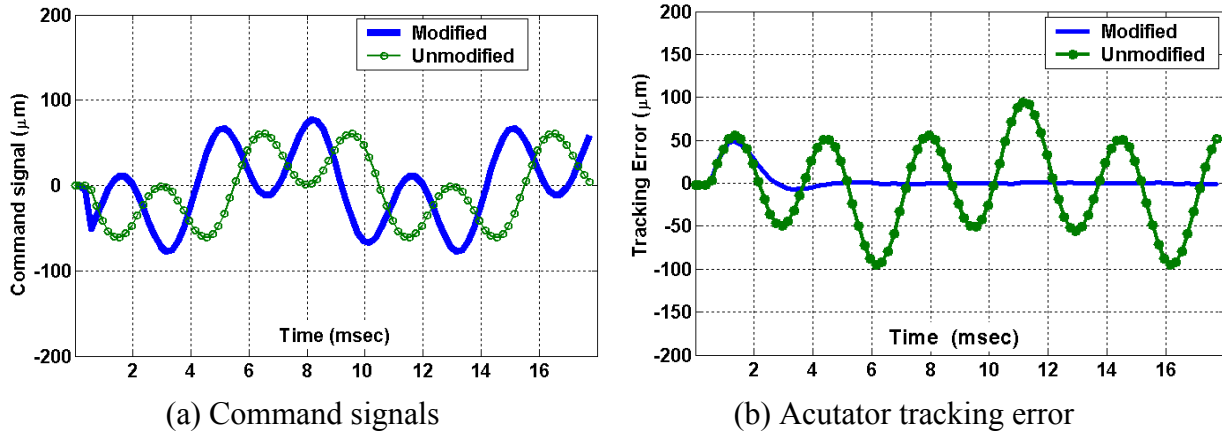 200
100
0
-100
-200
Command signal (μm)
Modified
Unmodified
Time (msec)
2 4 6 8 10 12 14 16
(a) Command signals
200
150
100
50
0
-50
-100
-150
-200
Tracking Error (μm)
Modified
Unmodified
Time (msec)
2 4 6 8 10 12 14 16
(b) Acutator tracking error